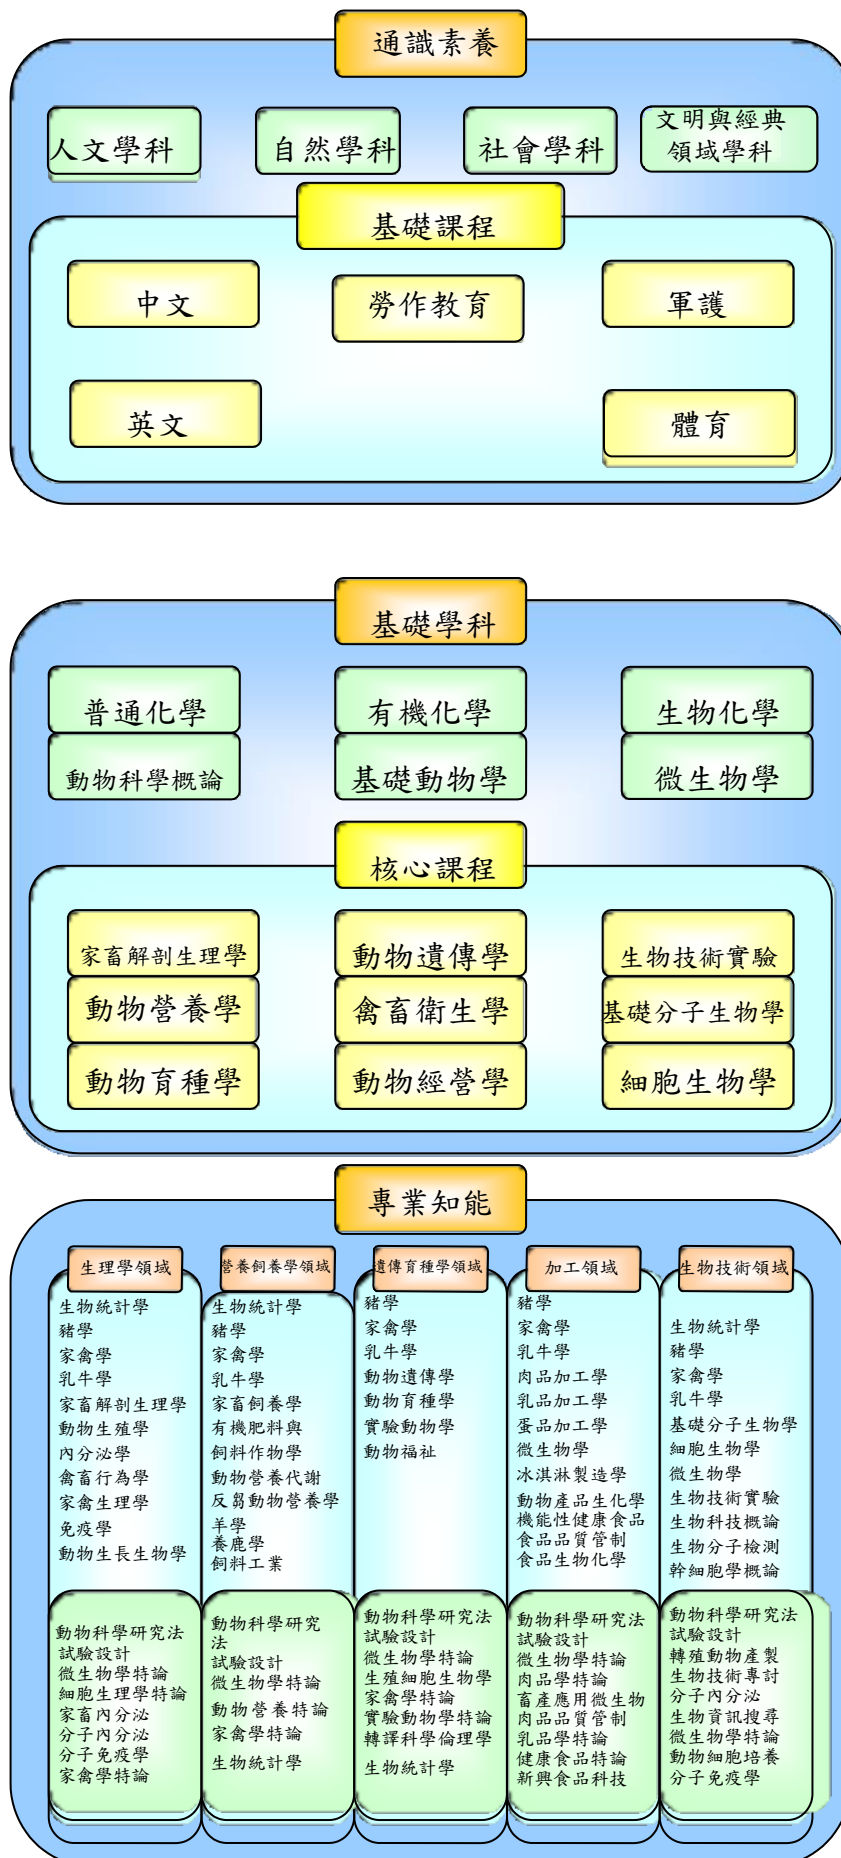 通識素養
人文學科
自然學科
社會學科
文明與經典
領域學科
基礎課程
中文
勞作教育
軍護
英文
體育
基礎學科
普通化學
有機化學
生物化學
動物科學概論
基礎動物學
微生物學
核心課程
家畜解剖生理學
動物遺傳學
生物技術實驗
動物營養學
禽畜衛生學
基礎分子生物學
動物育種學
動物經營學
細胞生物學
專業知能
生理學領域
生物統計學
豬學
家禽學
乳牛學
家畜解剖生理學
動物生殖學
內分泌學
禽畜行為學
家禽生理學
免疫學
動物生長生物學
動物科學研究法
試驗設計
微生物學特論
細胞生理學特論
家畜內分泌
分子內分泌
分子免疫學
家禽學特論
營養飼養學領域
生物統計學
豬學
家禽學
乳牛學
家畜飼養學
有機肥料與
飼料作物學
動物營養代謝
反芻動物營養學
羊學
養鹿學
飼料工業
動物科學研究
法
試驗設計
微生物學特論
動物營養特論
家禽學特論
生物統計學
遺傳育種學領域
豬學
家禽學
乳牛學
動物遺傳學
動物育種學
實驗動物學
動物福祉
動物科學研究法
試驗設計
微生物學特論
生殖細胞生物學
家禽學特論
實驗動物學特論
轉譯科學倫理學
生物統計學
加工領域
豬學
家禽學
乳牛學
肉品加工學
乳品加工學
蛋品加工學
微生物學
冰淇淋製造學
動物產品生化學
機能性健康食品
食品品質管制
食品生物化學
動物科學研究法
試驗設計
微生物學特論
肉品學特論
畜產應用微生物
肉品品質管制
乳品學特論
健康食品特論
新興食品科技
生物技術領域
生物統計學
豬學
家禽學
乳牛學
基礎分子生物學
細胞生物學
微生物學
生物技術實驗
生物科技概論
生物分子檢測
幹細胞學概論
動物科學研究法
試驗設計
轉殖動物產製
生物技術專討
分子內分泌
生物資訊搜尋
微生物學特論
動物細胞培養
分子免疫學